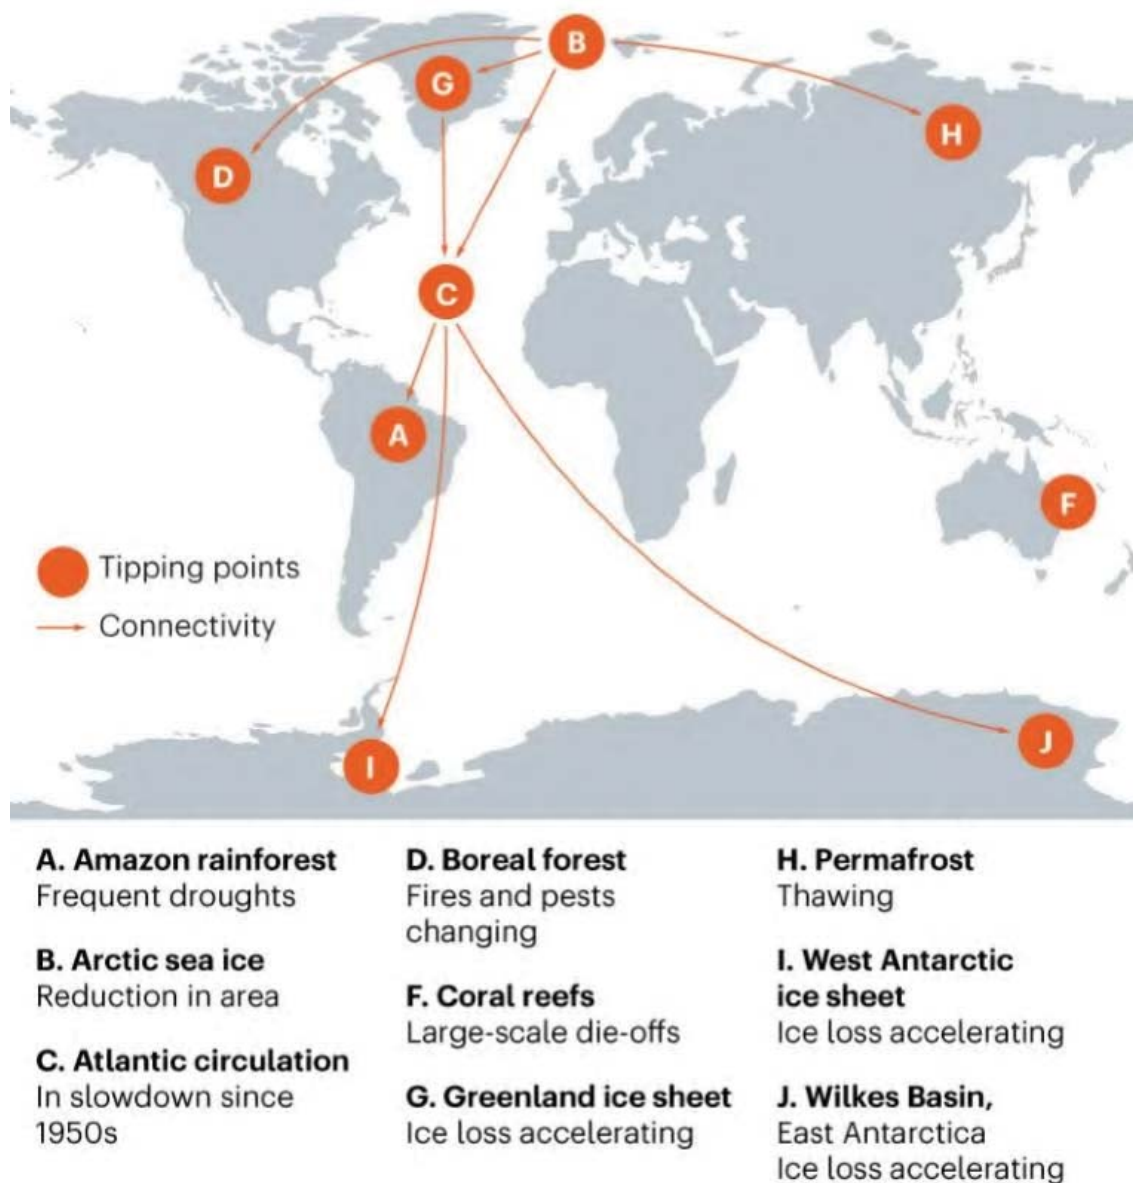 B
G
H
D
C
A
F
Tipping points
Connectivity
J
I
A. Amazon rainforest
Frequent droughts
B. Arctic sea ice
Reduction in area
C. Atlantic circulation
In slowdown since
1950s
D. Boreal forest
Fires and pests
changing
F. Coral reefs
Large-scale die-offs
G. Greenland ice sheet
Ice loss accelerating
H. Permafrost
Thawing
I. West Antarctic
ice sheet
Ice loss accelerating
J. Wilkes Basin,
East Antarctica
Ice loss accelerating